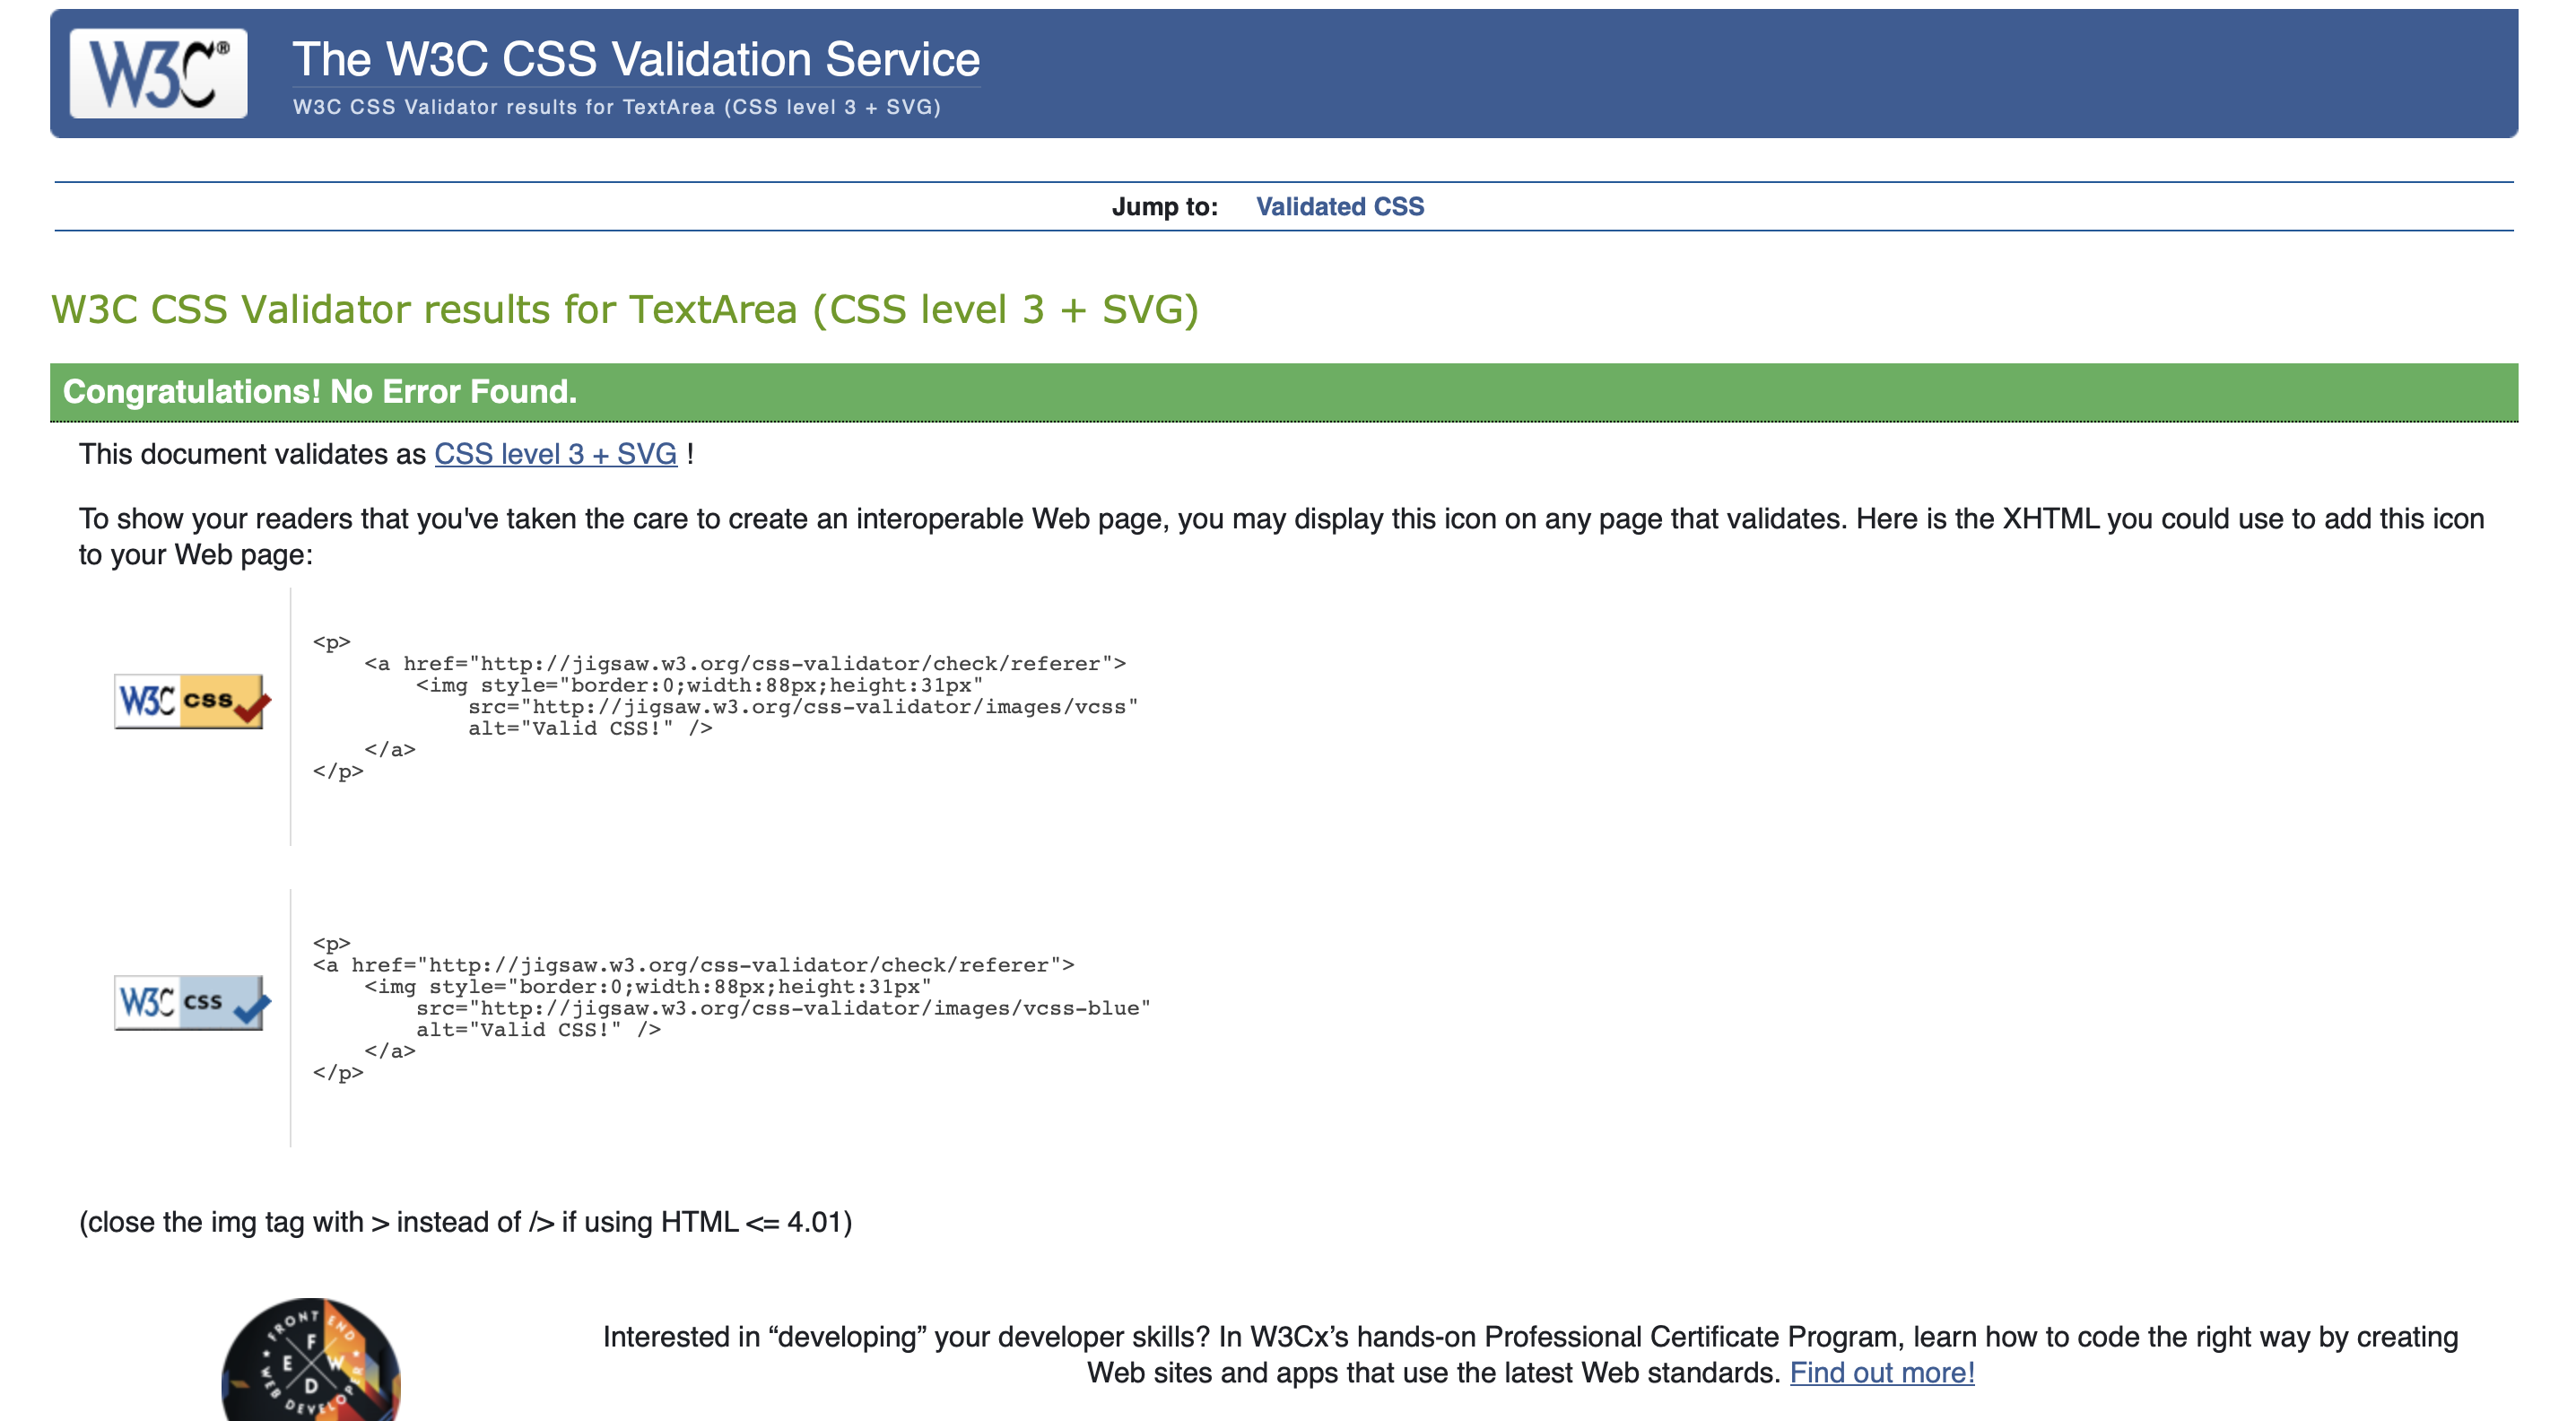 W3C®
The W3C CSS Validation Service
W3C CSS Validator results for TextArea (CSS level 3 + SVG)
Jump to: Validated CSS
W3C CSS Validator results for TextArea (CSS level 3 + SVG)
Congratulations! No Error Found.
This document validates as CSS level 3 + SVG !
To show your readers that you've taken the care to create an interoperable Web page, you may display this icon on any page that validates. Here is the XHTML you could use to add this icon
to your Web page:
W3C css
<p>
    <a href="http://jigsaw.w3.org/css-validator/check/referer">
        <img style="border:0;width:88px;height:31px"
            src="http://jigsaw.w3.org/css-validator/images/vcss"
            alt="Valid CSS!" />
    </a>
</p>
W3C css
<p>
<a href="http://jigsaw.w3.org/css-validator/check/referer">
    <img style="border:0;width:88px;height:31px"
        src="http://jigsaw.w3.org/css-validator/images/vcss-blue"
        alt="Valid CSS!" />
    </a>
</p>
(close the img tag with > instead of /> if using HTML <= 4.01)
FRONT END
F E W D
WEB DEVELOPER
Interested in “developing” your developer skills? In W3Cx’s hands-on Professional Certificate Program, learn how to code the right way by creating
Web sites and apps that use the latest Web standards. Find out more!